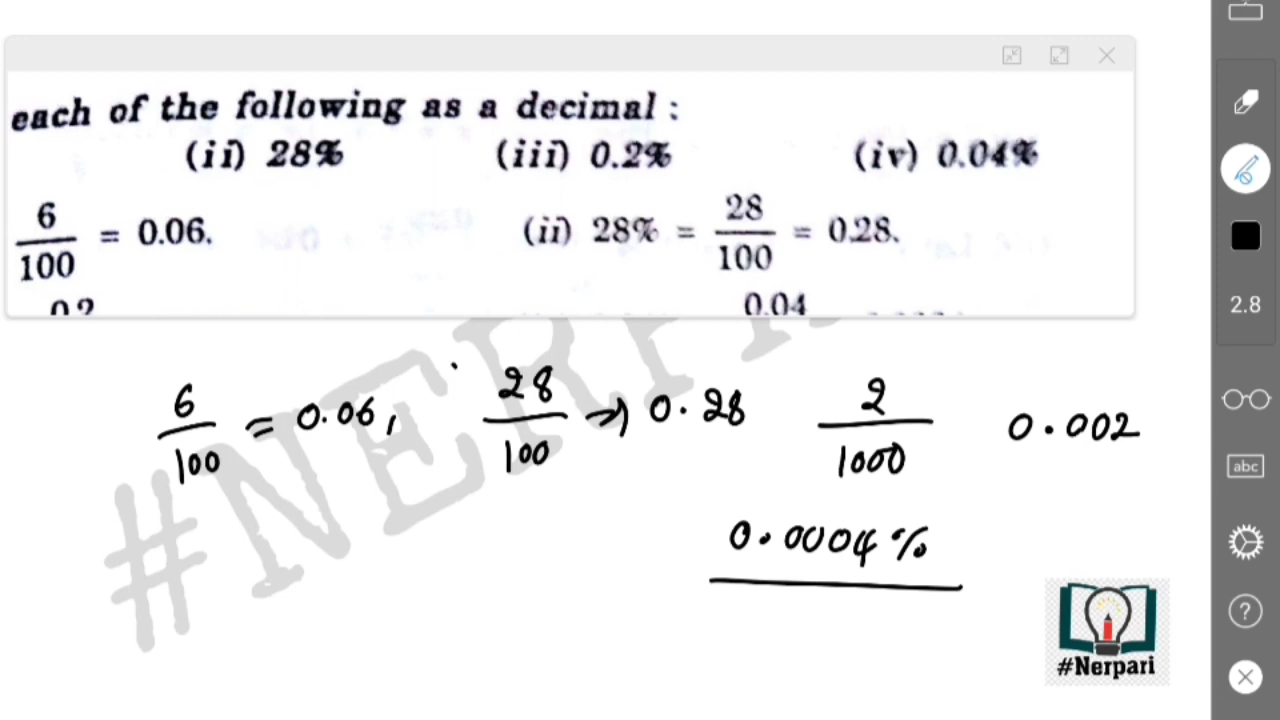 each of the following as a decimal :
(ii) 28% (iii) 0.2% (iv) 0.04%
6/100 = 0.06. (ii) 28% = 28/100 = 0.28.
0.2 0.04
6/100 = 0.06, 28/100 ⇒ 0.28 2/1000 0.002
0.0004%
#NERPARI
#Nerpari
2.8
abc
?